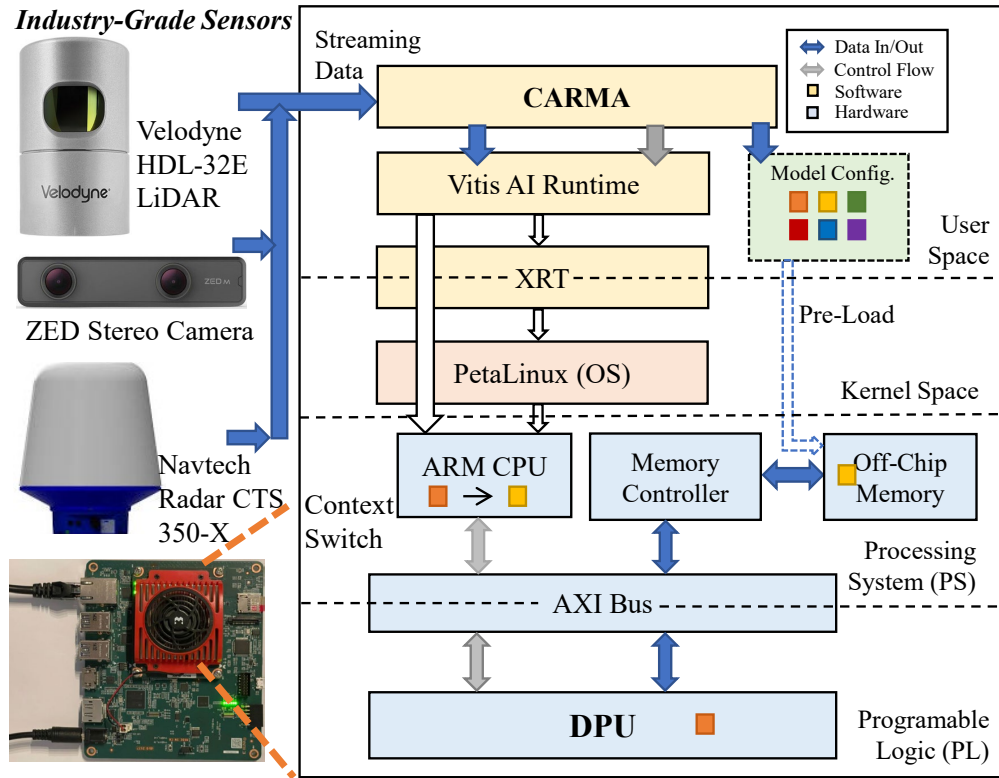 Industry-Grade Sensors
Velodyne
HDL-32E
LiDAR
Velodyne
ZED M
ZED Stereo Camera
Navtech
Radar CTS
350-X
Streaming
Data
CARMA
Data In/Out
Control Flow
Software
Hardware
Vitis AI Runtime
Model Config.
User
Space
XRT
Pre-Load
PetaLinux (OS)
Kernel Space
ARM CPU
Memory
Controller
Off-Chip
Memory
Context
Switch
Processing
System (PS)
AXI Bus
DPU
Programable
Logic (PL)